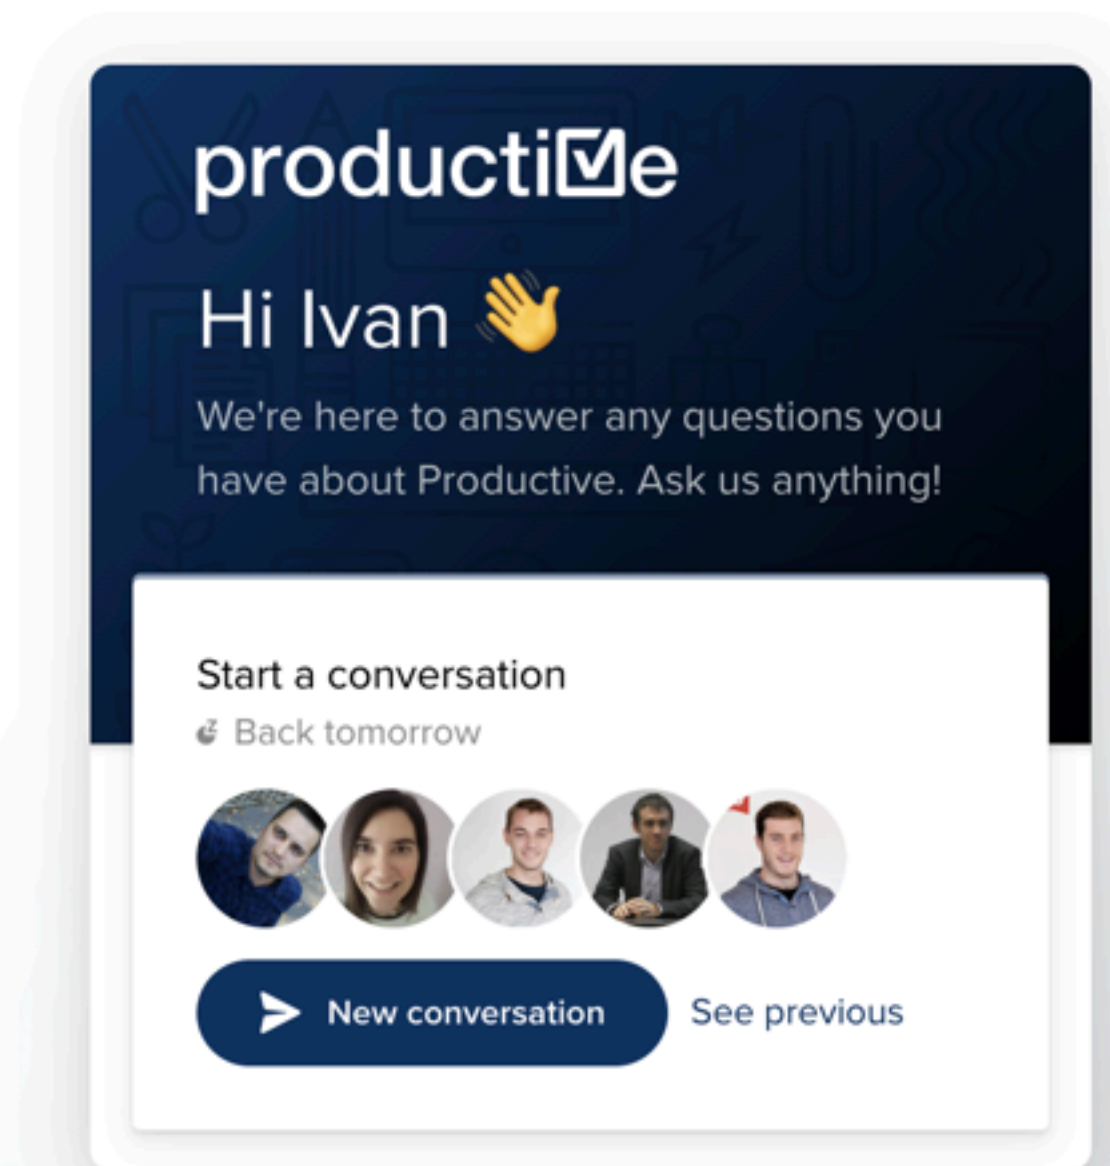 productive
Hi Ivan 👋
We're here to answer any questions you
have about Productive. Ask us anything!
Start a conversation
Back tomorrow
New conversation
See previous